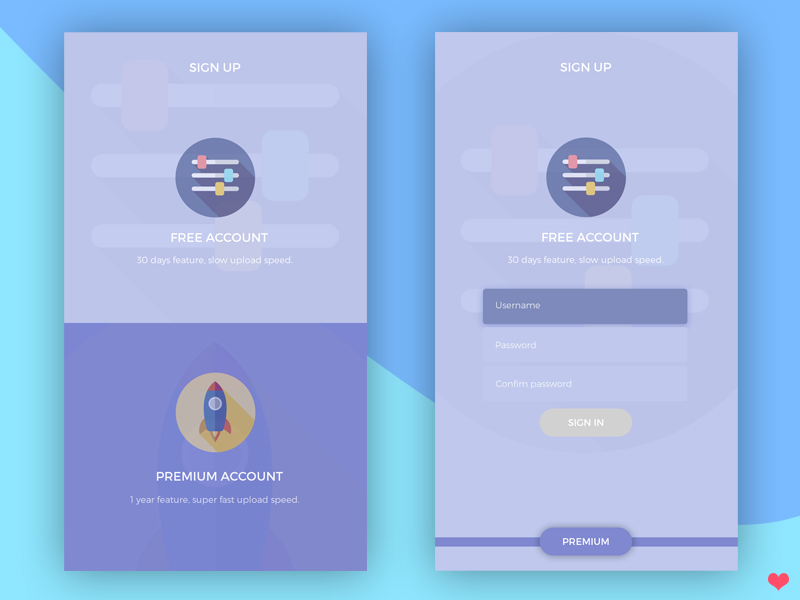 SIGN UP
FREE ACCOUNT
30 days feature, slow upload speed.
PREMIUM ACCOUNT
1 year feature, super fast upload speed.
SIGN UP
FREE ACCOUNT
30 days feature, slow upload speed.
Username
Password
Confim password
SIGN IN
PREMIUM